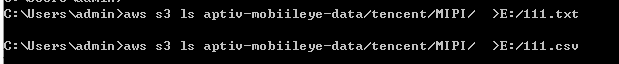 C:\Users\admin>aws s3 ls aptiv-mobiileye-data/tencent/MIPI/  >E:/111.txt
C:\Users\admin>aws s3 ls aptiv-mobiileye-data/tencent/MIPI/  >E:/111.csv